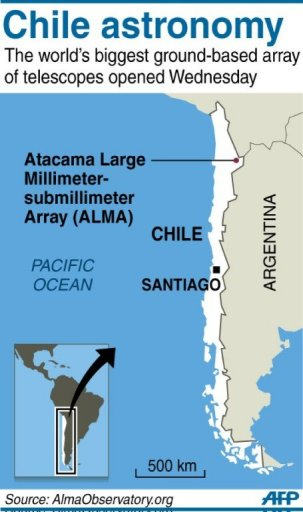 Chile astronomy
The world's biggest ground-based array
of telescopes opened Wednesday
Atacama Large
Millimeter-
submillimeter
Array (ALMA)
CHILE
PACIFIC
OCEAN
SANTIAGO
ARGENTINA
500 km
Source: AlmaObservatory.org
AFP